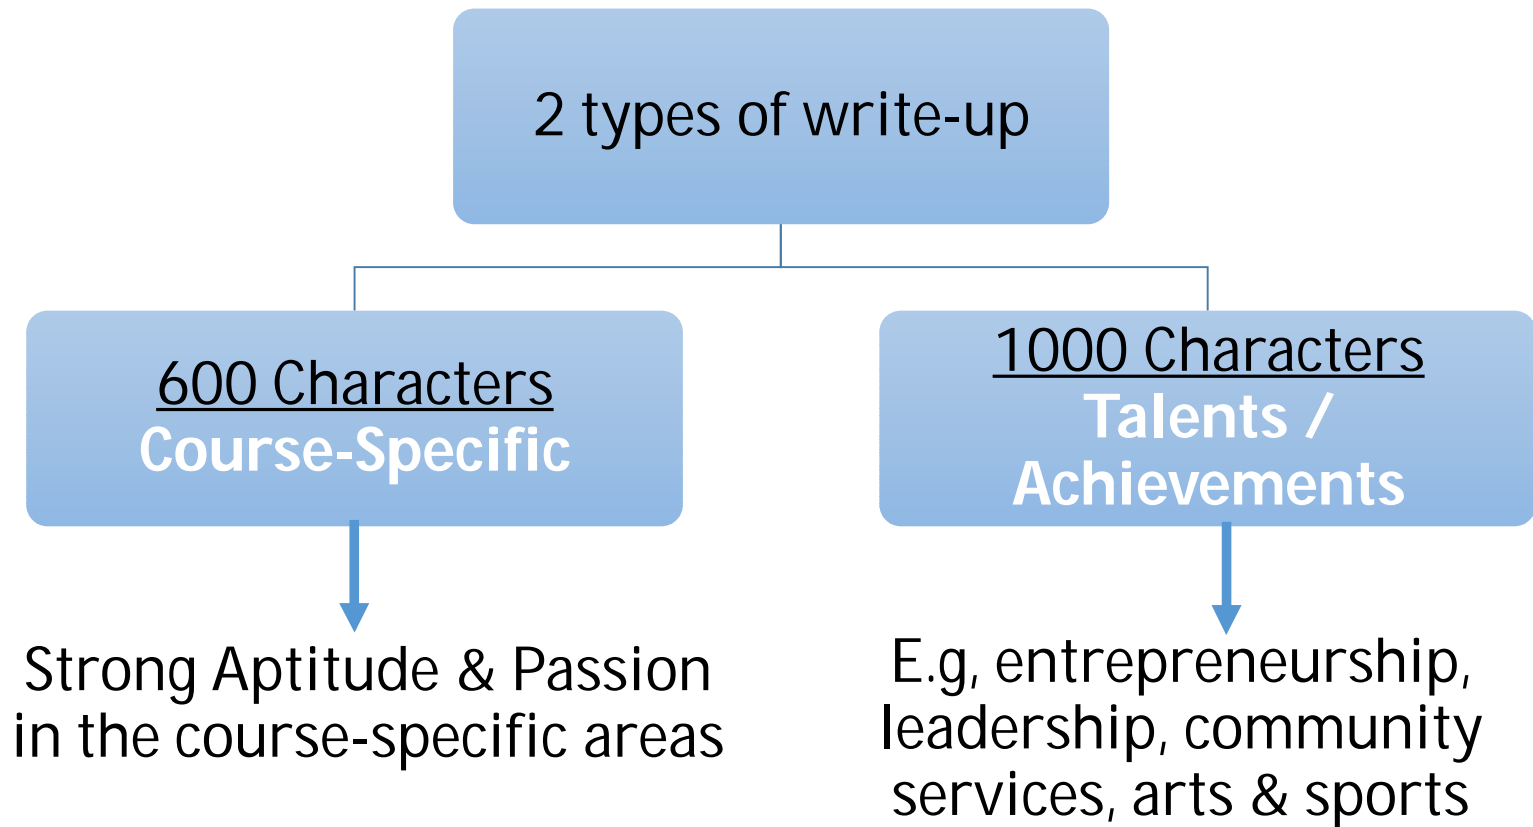 2 types of write-up
600 Characters
Course-Specific
1000 Characters
Talents /
Achievements
Strong Aptitude & Passion
in the course-specific areas
E.g, entrepreneurship,
leadership, community
services, arts & sports